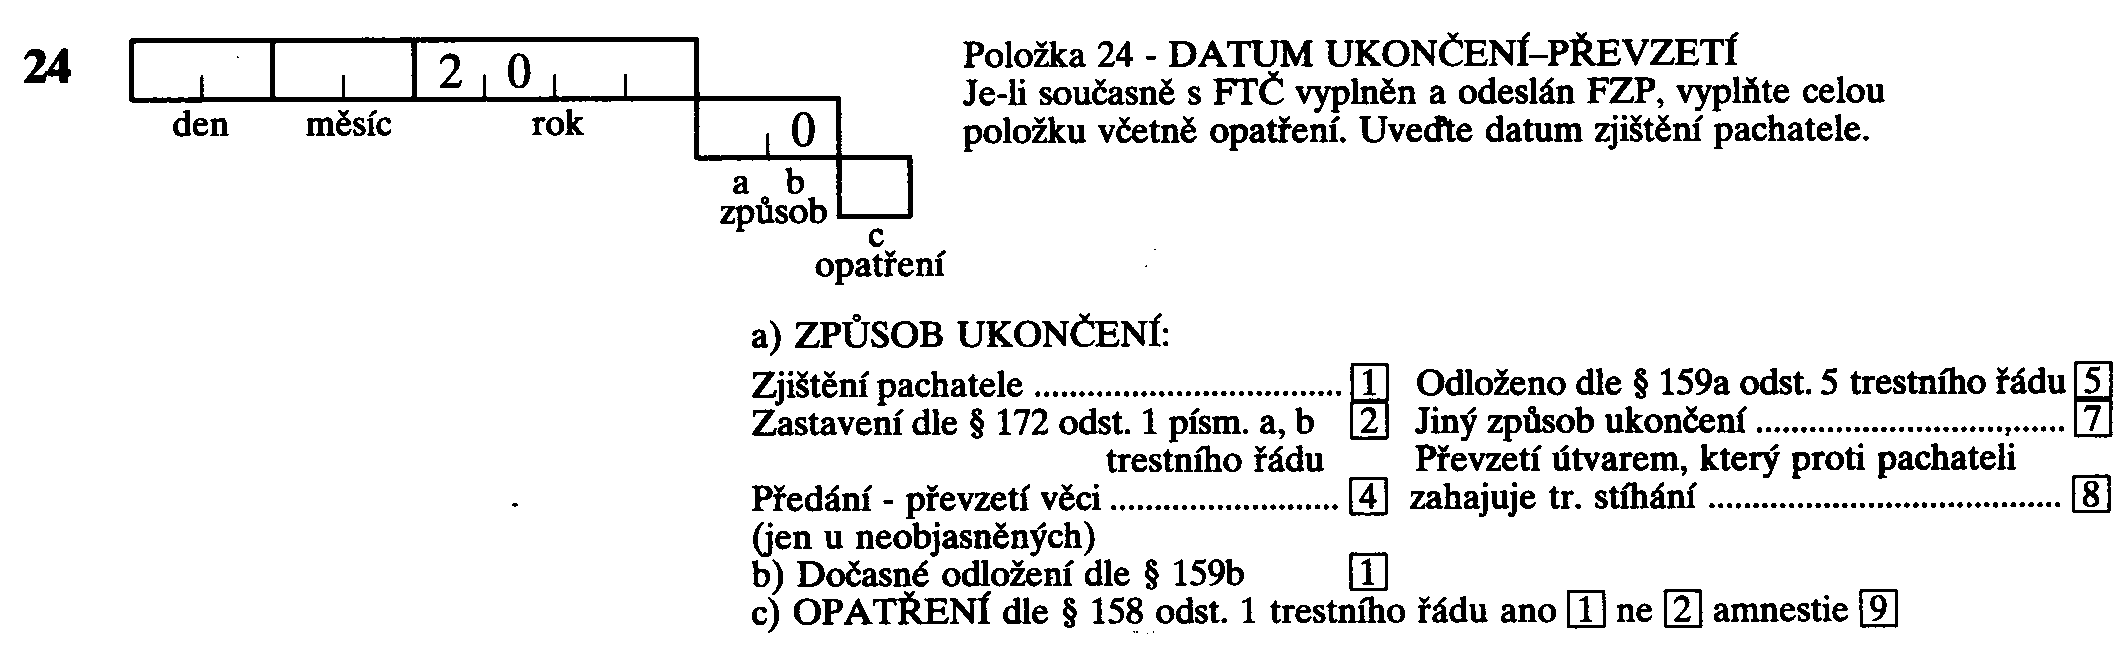 24
2 0
den měsíc rok
0
a b
způsob
c
opatření
Položka 24 - DATUM UKONČENÍ–PŘEVZETÍ
Je-li současně s FTČ vyplněn a odeslán FZP, vyplňte celou
položku včetně opatření. Uveďte datum zjištění pachatele.
a) ZPŮSOB UKONČENÍ:
Zjištění pachatele ................................... 1 Odloženo dle § 159a odst. 5 trestního řádu 5
Zastavení dle § 172 odst. 1 písm. a, b 2 Jiný způsob ukončení ................................... 7
trestního řádu Převzetí útvarem, který proti pachateli
Předání - převzetí věci .......................... 4 zahajuje tr. stíhání ........................................ 8
(jen u neobjasněných)
b) Dočasné odložení dle § 159b 1
c) OPATŘENÍ dle § 158 odst. 1 trestního řádu ano 1 ne 2 amnestie 9